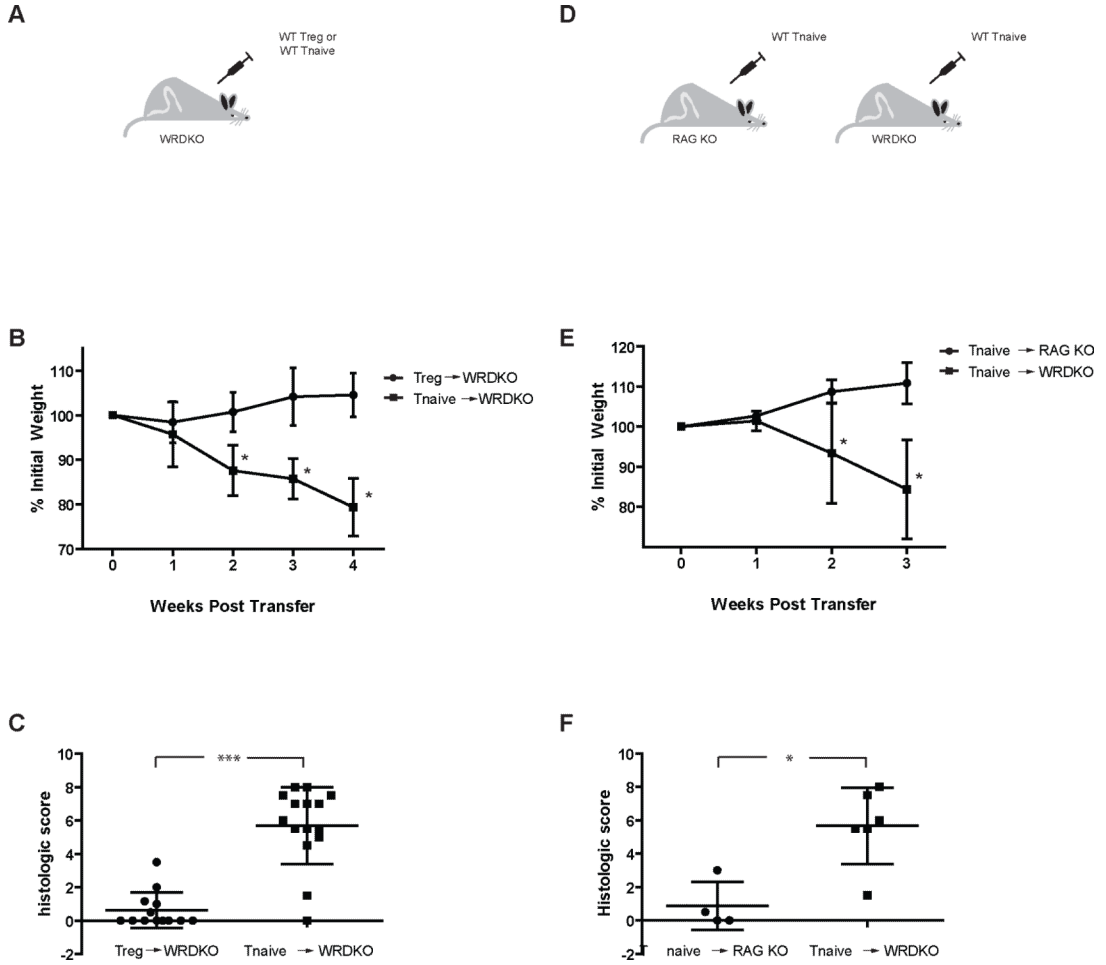 A
WT Treg or
WT Tnaive
WRDKO
D
WT Tnaive
WT Tnaive
RAG KO
WRDKO
B
% Initial Weight
110
100
90
80
70
0 1 2 3 4
Weeks Post Transfer
* * *
Treg → WRDKO
Tnaive → WRDKO
E
% Initial Weight
120
110
100
90
80
0 1 2 3
Weeks Post Transfer
* *
Tnaive → RAG KO
Tnaive → WRDKO
C
histologic score
10
8
6
4
2
0
-2
***
Treg → WRDKO Tnaive → WRDKO
F
Histologic score
10
8
6
4
2
0
-2
*
T naive → RAG KO Tnaive → WRDKO